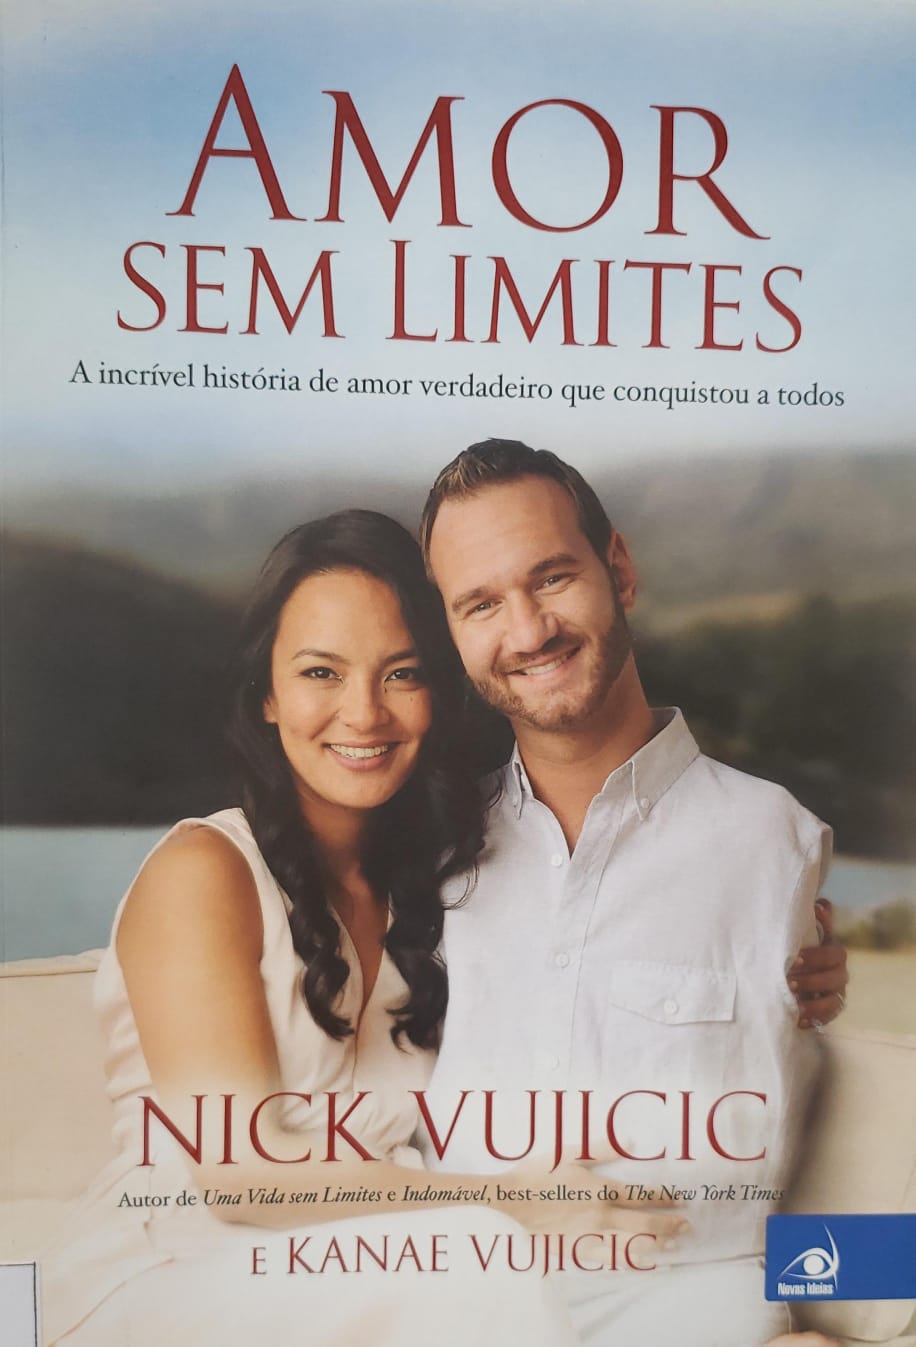 AMOR
SEM LIMITES
A incrível história de amor verdadeiro que conquistou a todos
NICK VUJICIC
Autor de Uma Vida sem Limites e Indomável, best-sellers do The New York Times
E KANAE VUJICIC
Novas Ideias